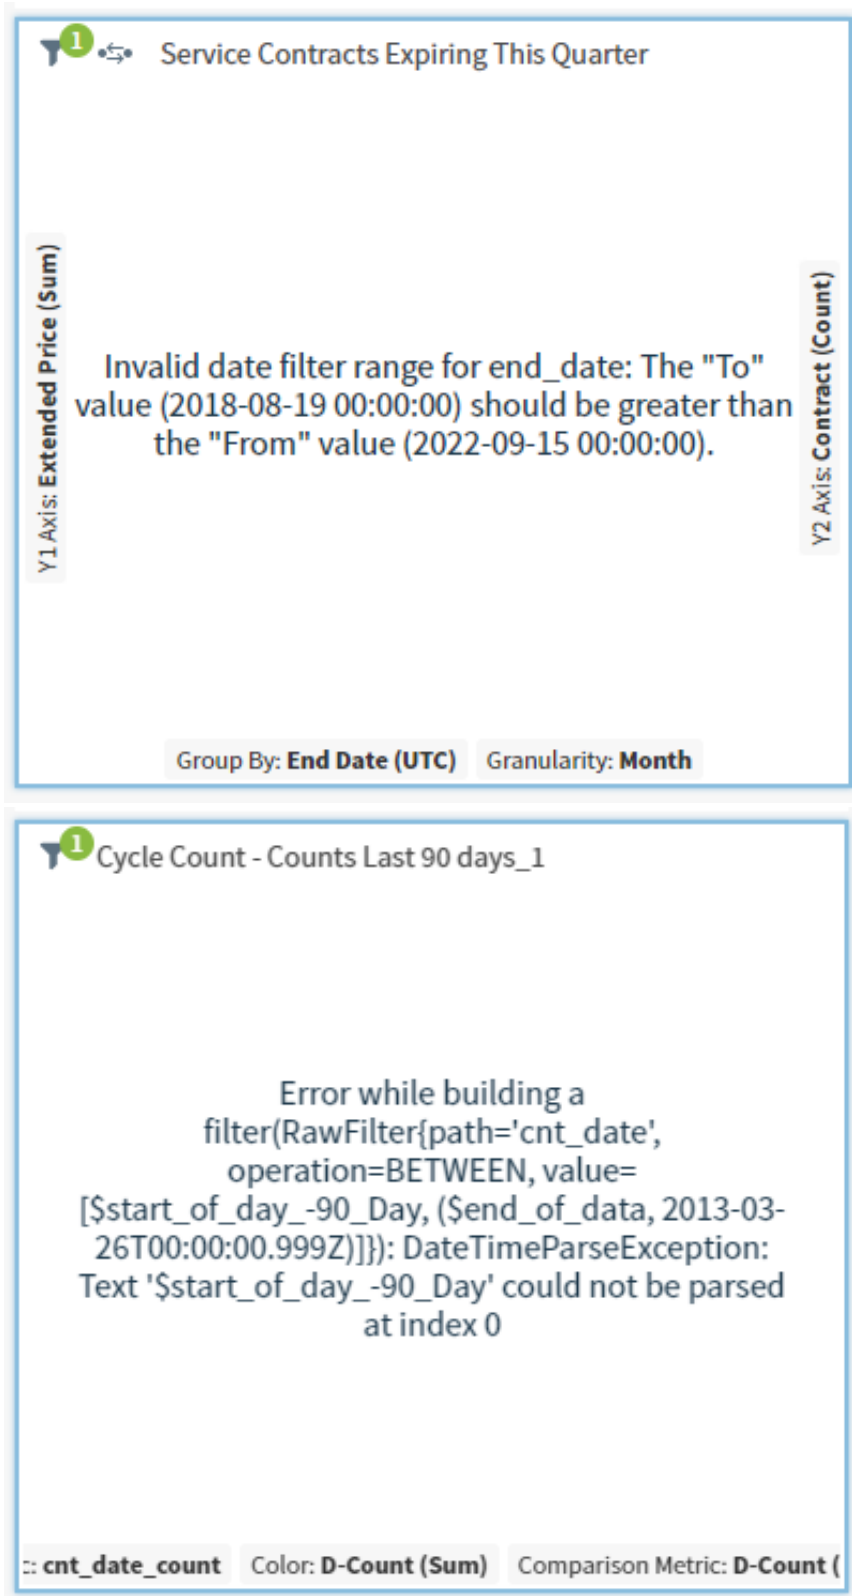 1
Service Contracts Expiring This Quarter
Y1 Axis: Extended Price (Sum)
Invalid date filter range for end_date: The "To"
value (2018-08-19 00:00:00) should be greater than
the "From" value (2022-09-15 00:00:00).
Y2 Axis: Contract (Count)
Group By: End Date (UTC) Granularity: Month
1
Cycle Count - Counts Last 90 days_1
Error while building a
filter(RawFilter{path='cnt_date',
operation=BETWEEN, value=
[$start_of_day_-90_Day, ($end_of_data, 2013-03-
26T00:00:00.999Z)]}): DateTimeParseException:
Text '$start_of_day_-90_Day' could not be parsed
at index 0
c: cnt_date_count Color: D-Count (Sum) Comparison Metric: D-Count (